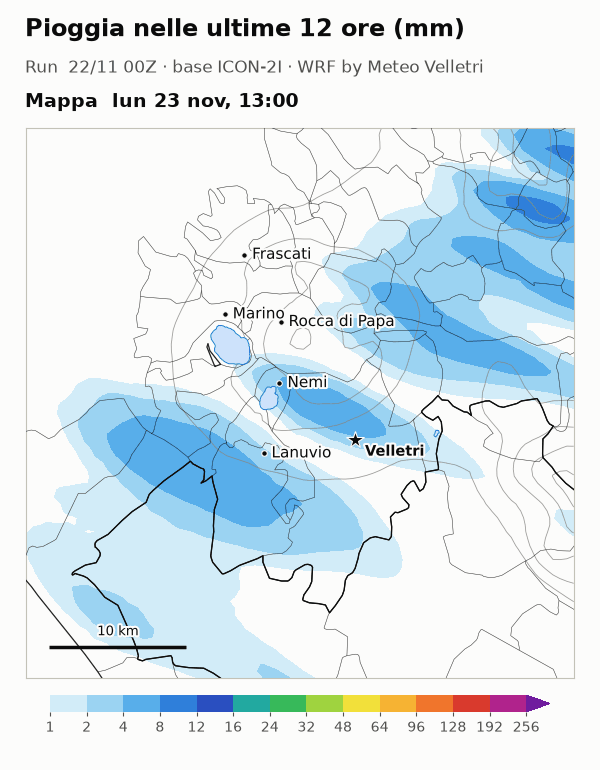 Pioggia nelle ultime 12 ore (mm)
Run  22/11 00Z · base ICON-2I · WRF by Meteo Velletri
Mappa  lun 23 nov, 13:00
Frascati
Marino
Rocca di Papa
Nemi
Velletri
Lanuvio
10 km
1 2 4 8 12 16 24 32 48 64 96 128 192 256